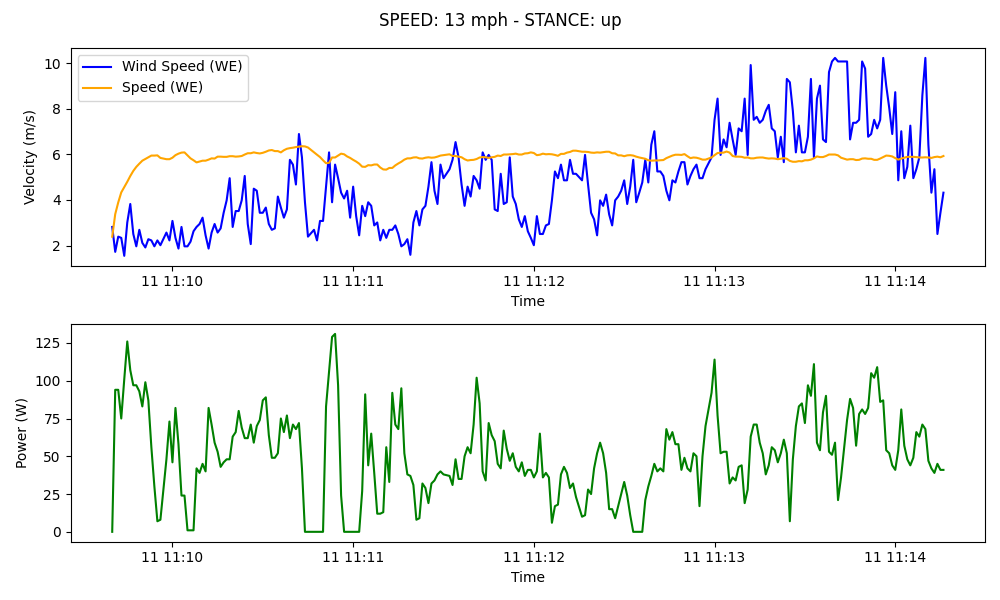 SPEED: 13 mph - STANCE: up
Wind Speed (WE)
Speed (WE)
Velocity (m/s)
10
8
6
4
2
11 11:10 11 11:11 11 11:12 11 11:13 11 11:14
Time
Power (W)
125
100
75
50
25
0
11 11:10 11 11:11 11 11:12 11 11:13 11 11:14
Time